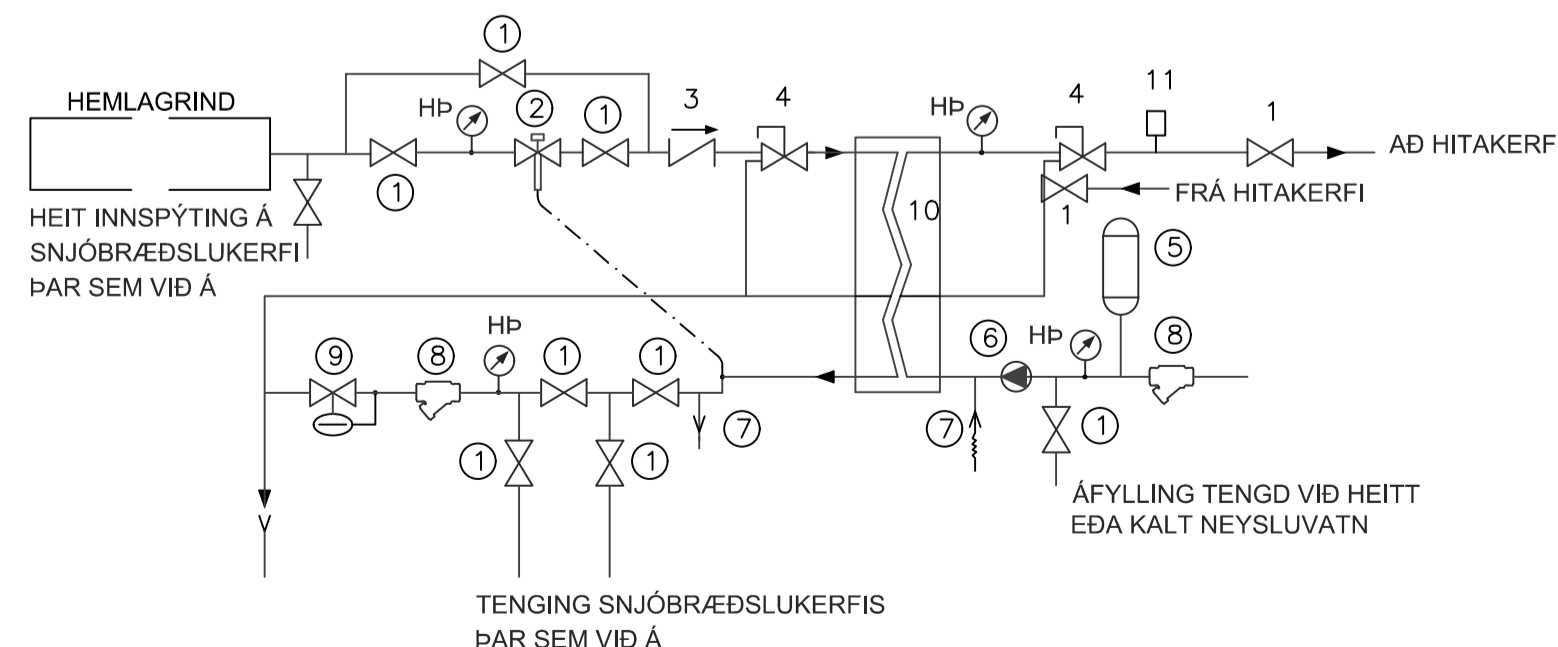 1
HEMLAGRIND
HÞ
2
1
3
4
HÞ
4
11
1
AÐ HITAKERF
1
FRÁ HITAKERFI
1
10
HEIT INNSPÝTING Á
SNJÓBRÆÐSLUKERFI
ÞAR SEM VIÐ Á
5
9
8
HÞ
1
1
6
HÞ
8
7
7
1
1
1
ÁFYLLING TENGD VIÐ HEITT
EÐA KALT NEYSLUVATN
TENGING SNJÓBRÆÐSLUKERFIS
ÞAR SEM VIÐ Á